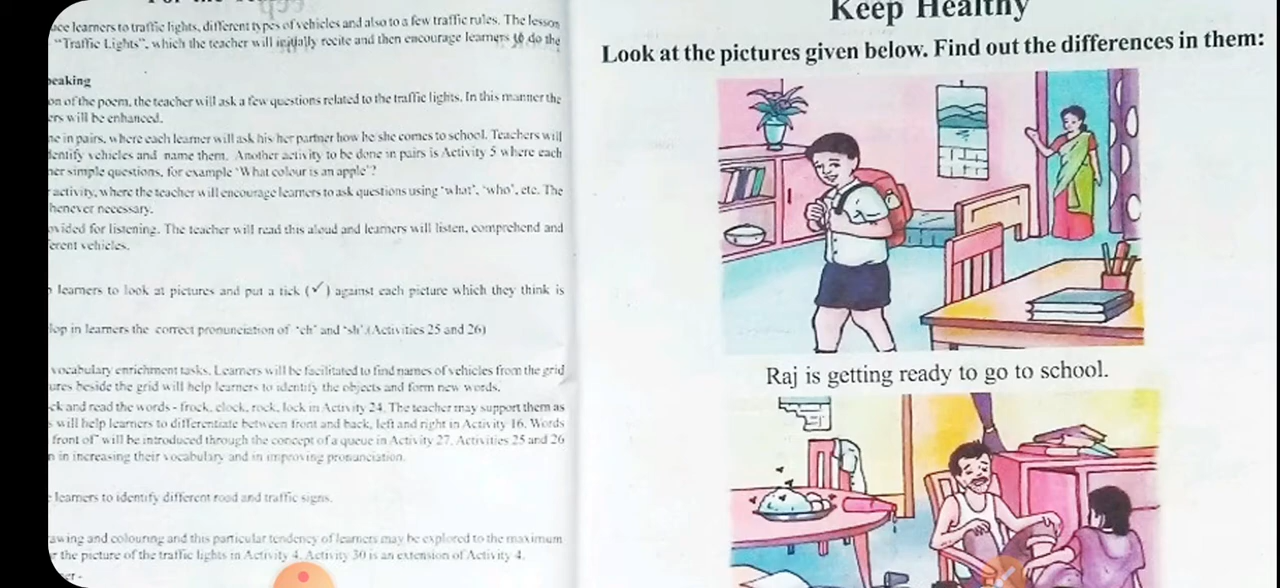 ace learners to traffic lights, different types of vehicles and also to a few traffic rules. The lesson
"Traffic Lights", which the teacher will initially recite and then encourage learners to do the
eaking
on of the poem, the teacher will ask a few questions related to the traffic lights. In this manner the
ers will be enhanced.
ne in pairs, where each learner will ask his/her partner how he/she comes to school. Teachers will
dentify vehicles and name them. Another activity to be done in pairs is Activity 5 where each
her simple questions, for example 'What colour is an apple'?
activity, where the teacher will encourage learners to ask questions using 'what', 'who', etc. The
henever necessary.
ovided for listening. The teacher will read this aloud and learners will listen, comprehend and
ferent vehicles.
learners to look at pictures and put a tick (✓) against each picture which they think is
lop in learners the correct pronunciation of 'ch' and 'sh'.(Activities 25 and 26)
vocabulary enrichment tasks. Learners will be facilitated to find names of vehicles from the grid
ures beside the grid will help learners to identify the objects and form new words.
ck and read the words - frock, clock, rock, lock in Activity 24. The teacher may support them as
s will help learners to differentiate between front and back, left and right in Activity 16. Words
front of" will be introduced through the concept of a queue in Activity 27. Activities 25 and 26
n in increasing their vocabulary and in improving pronunciation.
learners to identify different road and traffic signs.
awing and colouring and this particular tendency of learners may be explored to the maximum
the picture of the traffic lights in Activity 4. Activity 30 is an extension of Activity 4.
Keep Healthy
Look at the pictures given below. Find out the differences in them:
Raj is getting ready to go to school.